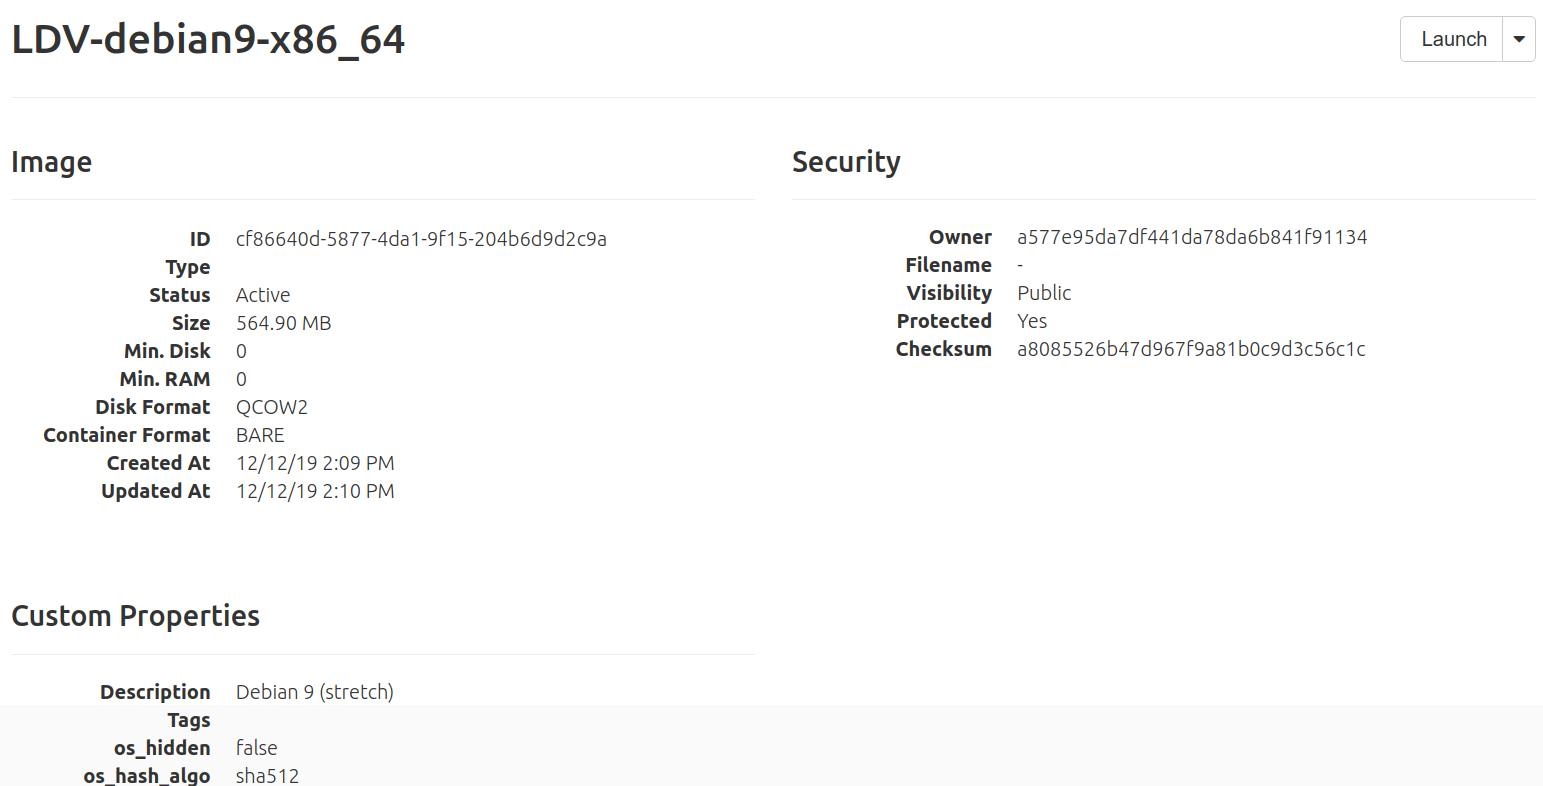 LDV-debian9-x86_64
Launch
Image
ID cf86640d-5877-4da1-9f15-204b6d9d2c9a
Type
Status Active
Size 564.90 MB
Min. Disk 0
Min. RAM 0
Disk Format QCOW2
Container Format BARE
Created At 12/12/19 2:09 PM
Updated At 12/12/19 2:10 PM
Security
Owner a577e95da7df441da78da6b841f91134
Filename -
Visibility Public
Protected Yes
Checksum a8085526b47d967f9a81b0c9d3c56c1c
Custom Properties
Description Debian 9 (stretch)
Tags
os_hidden false
os_hash_algo sha512